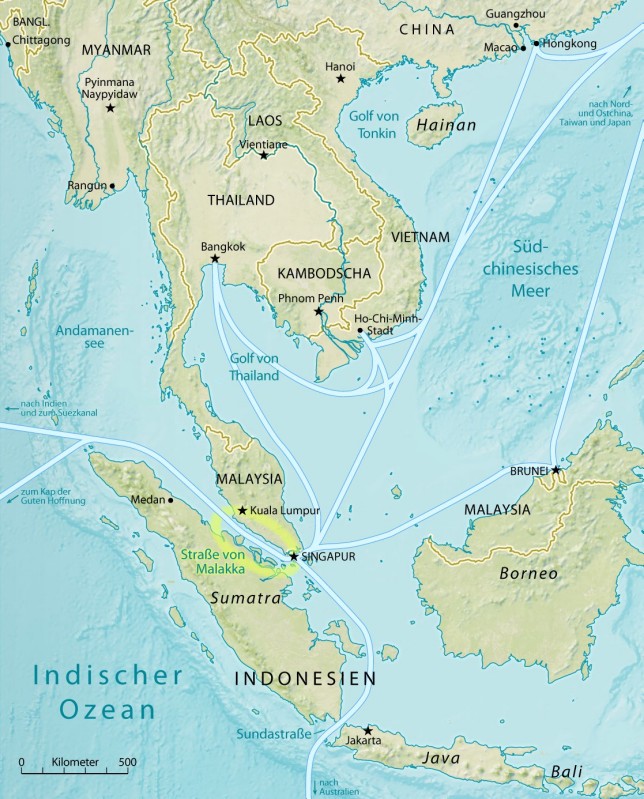 Guangzhou
BANGL.
CHINA
Chittagong
MYANMAR
Macao
Hongkong
Hanoi
Pyinmana
Naypyidaw
nach Nord-
und Ostchina,
Taiwan und Japan
Golf von
Tonkin
Hainan
LAOS
Vientiane
Rangun
THAILAND
VIETNAM
Bangkok
Süd-
chinesisches
Meer
KAMBODSCHA
Phnom Penh
Ho-Chi-Minh-
Stadt
Andamanen-
see
Golf von
Thailand
nach Indien
und zum Suezkanal
BRUNEI
MALAYSIA
zum Kap der
Guten Hoffnung
Medan
Kuala Lumpur
MALAYSIA
Straße von
Malakka
SINGAPUR
Borneo
Sumatra
Indischer
Ozean
INDONESIEN
Sundastraße
Jakarta
Java
0 Kilometer 500
Bali
nach
Australien